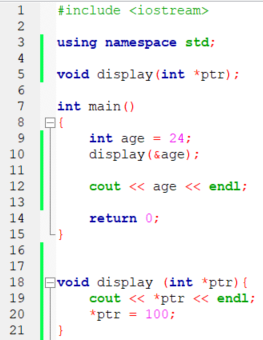 1 #include <iostream>
2
3 using namespace std;
4
5 void display(int *ptr);
6
7 int main()
8 {
9 int age = 24;
10 display(&age);
11
12 cout << age << endl;
13
14 return 0;
15 }
16
17
18 void display (int *ptr){
19 cout << *ptr << endl;
20 *ptr = 100;
21 }